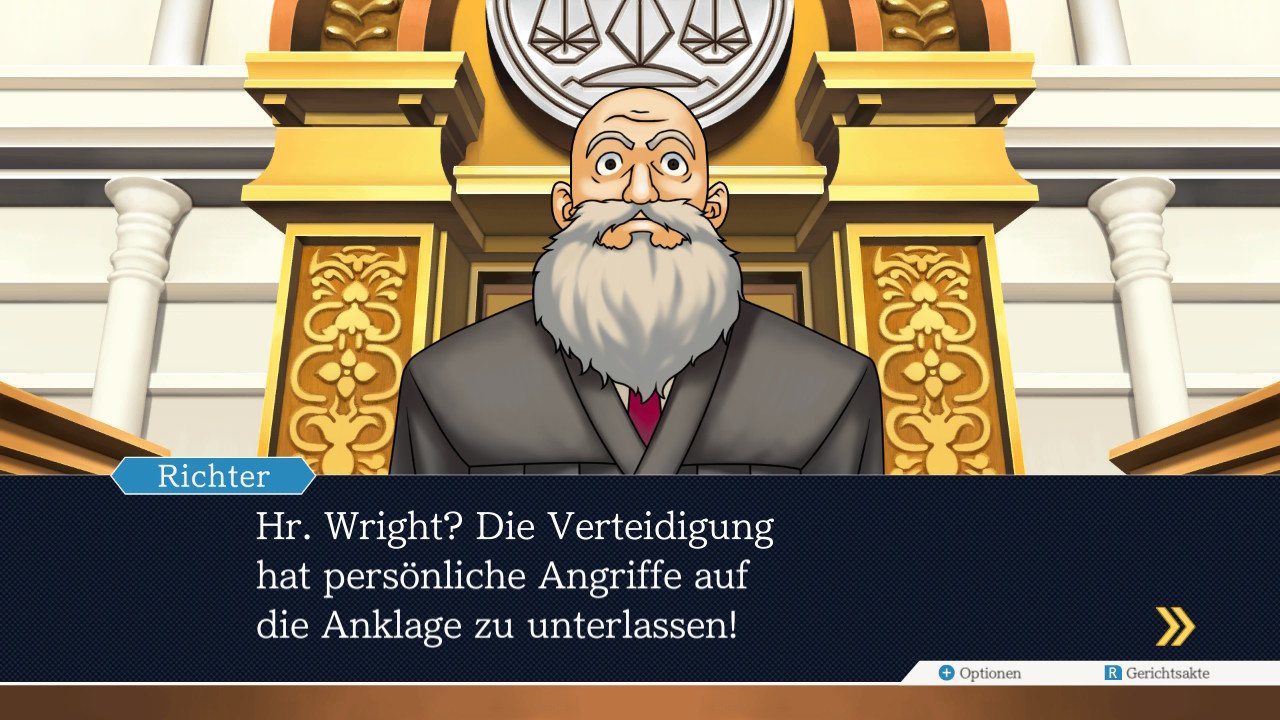 Richter
Hr. Wright? Die Verteidigung
hat persönliche Angriffe auf
die Anklage zu unterlassen!
Optionen
R Gerichtsakte